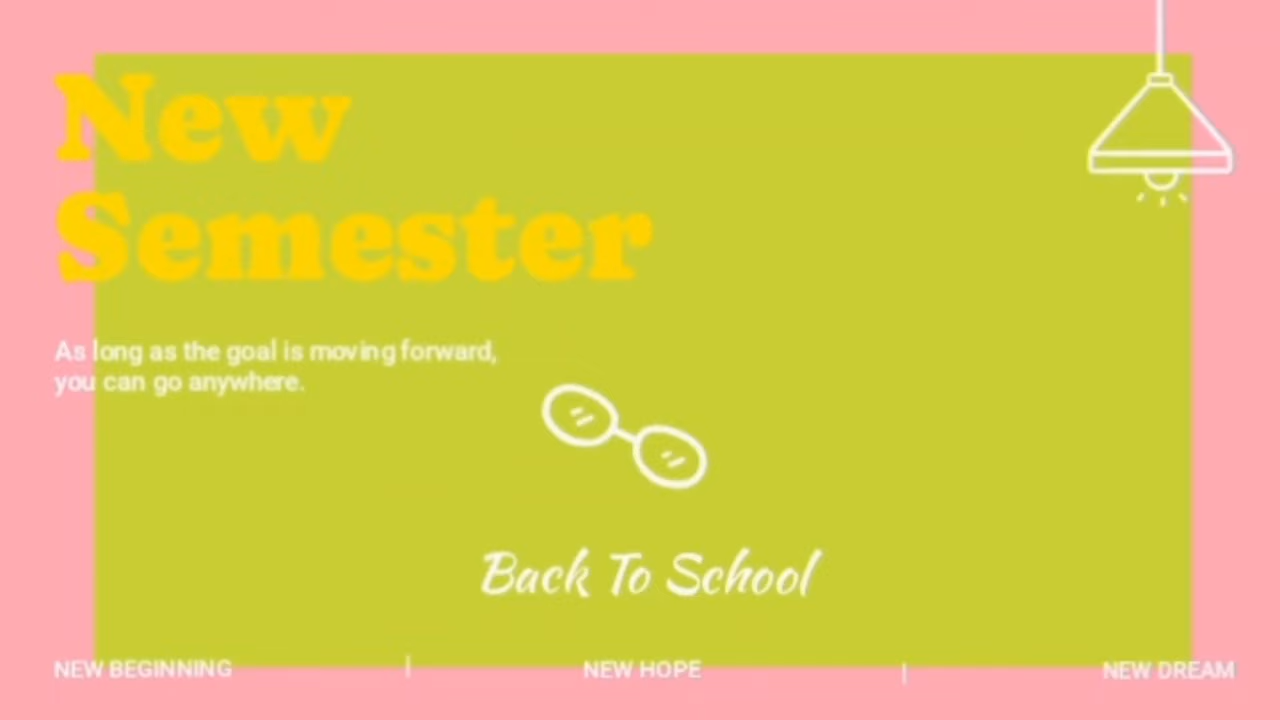 New
Semester
As long as the goal is moving forward,
you can go anywhere.
Back To School
NEW BEGINNING | NEW HOPE | NEW DREAM